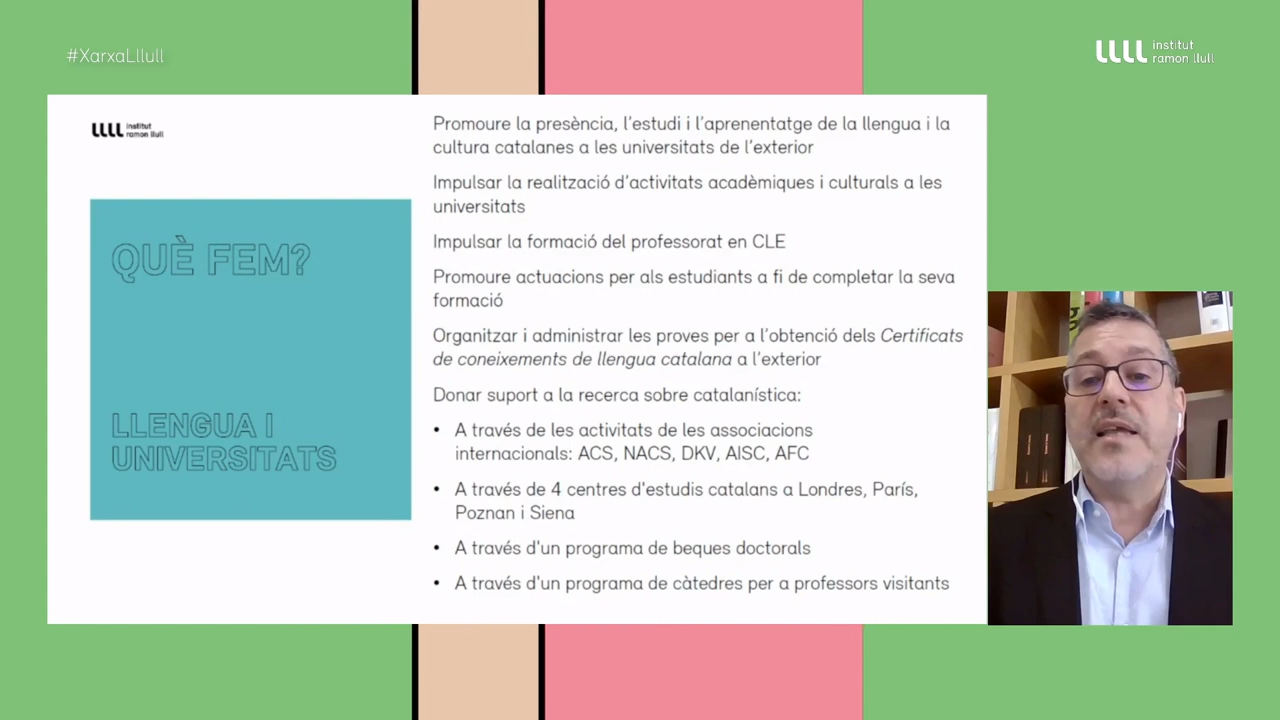 #XarxaLllull
LLLL institut
ramon llull
LLLL institut
ramon llull
QUÈ FEM?
LLENGUA I
UNIVERSITATS
Promoure la presència, l'estudi i l'aprenentatge de la llengua i la
cultura catalanes a les universitats de l'exterior
Impulsar la realització d'activitats acadèmiques i culturals a les
universitats
Impulsar la formació del professorat en CLE
Promoure actuacions per als estudiants a fi de completar la seva
formació
Organitzar i administrar les proves per a l'obtenció dels Certificats
de coneixements de llengua catalana a l'exterior
Donar suport a la recerca sobre catalanística:
• A través de les activitats de les associacions
internacionals: ACS, NACS, DKV, AISC, AFC
• A través de 4 centres d'estudis catalans a Londres, París,
Poznan i Siena
• A través d'un programa de beques doctorals
• A través d'un programa de càtedres per a professors visitants